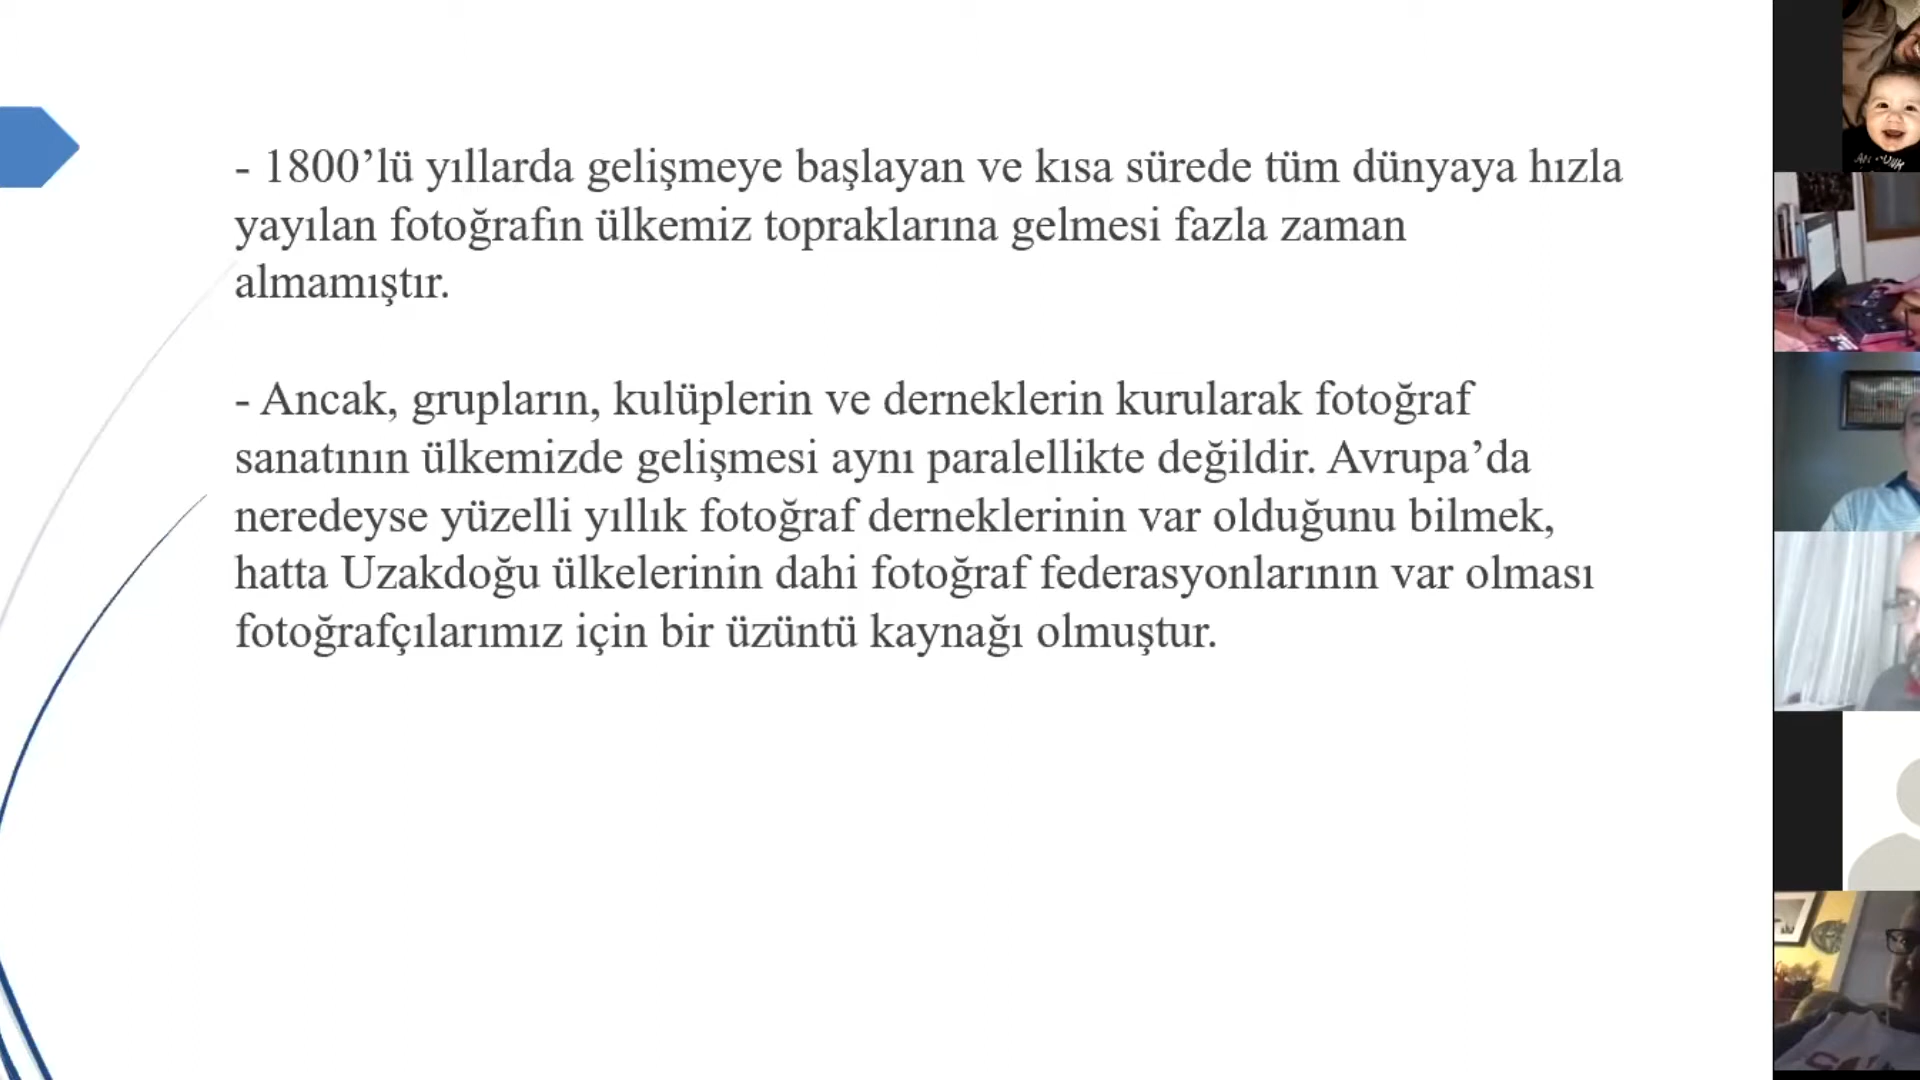 - 1800’lü yıllarda gelişmeye başlayan ve kısa sürede tüm dünyaya hızla
yayılan fotoğrafın ülkemiz topraklarına gelmesi fazla zaman
almamıştır.
- Ancak, grupların, kulüplerin ve derneklerin kurularak fotoğraf
sanatının ülkemizde gelişmesi aynı paralellikte değildir. Avrupa’da
neredeyse yüzelli yıllık fotoğraf derneklerinin var olduğunu bilmek,
hatta Uzakdoğu ülkelerinin dahi fotoğraf federasyonlarının var olması
fotoğrafçılarımız için bir üzüntü kaynağı olmuştur.